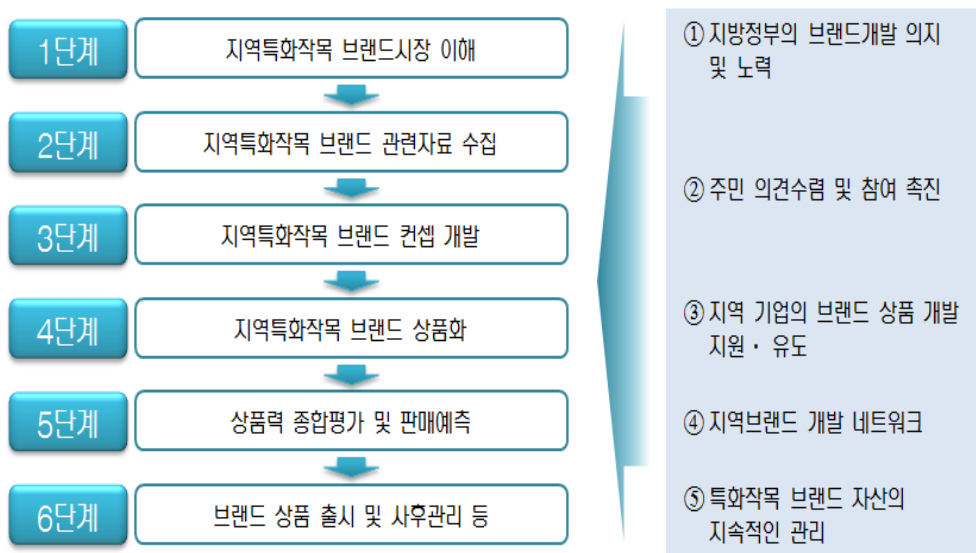 1단계
지역특화작목 브랜드시장 이해
2단계
지역특화작목 브랜드 관련자료 수집
3단계
지역특화작목 브랜드 컨셉 개발
4단계
지역특화작목 브랜드 상품화
5단계
상품력 종합평가 및 판매예측
6단계
브랜드 상품 출시 및 사후관리 등
① 지방정부의 브랜드개발 의지
및 노력
② 주민 의견수렴 및 참여 촉진
③ 지역 기업의 브랜드 상품 개발
지원· 유도
④ 지역브랜드 개발 네트워크
⑤ 특화작목 브랜드 자산의
지속적인 관리